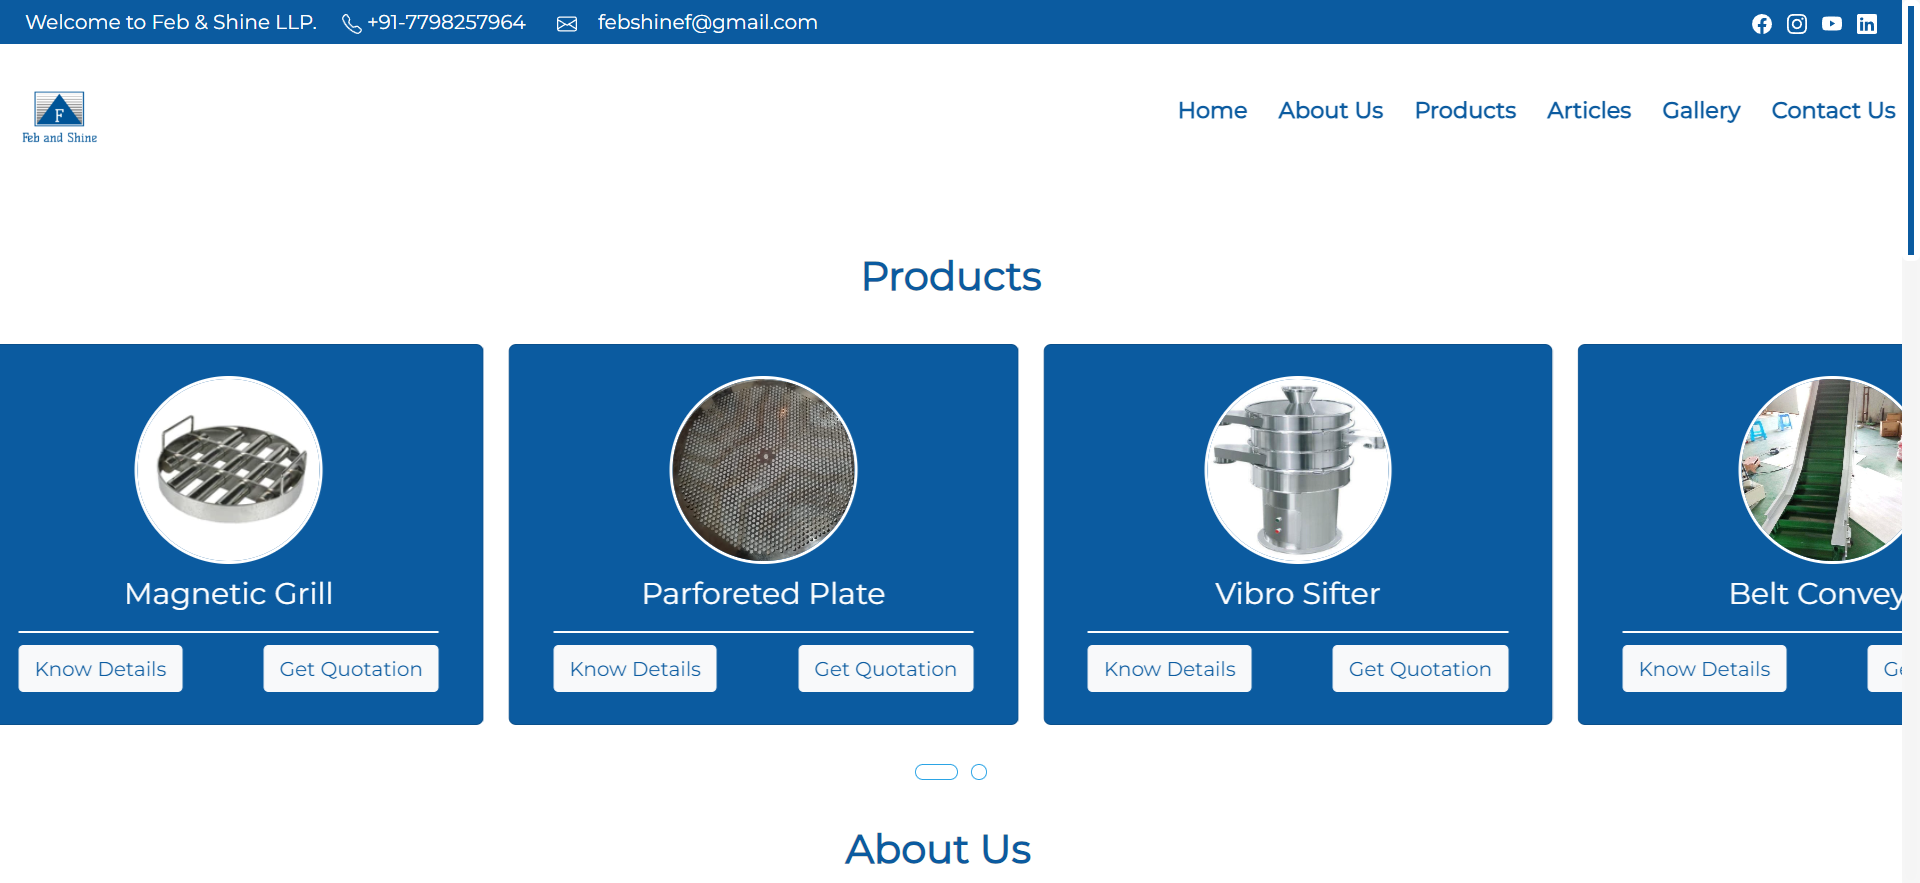 Welcome to Feb & Shine LLP. +91-7798257964 febshinef@gmail.com
F
Feb and Shine
Home About Us Products Articles Gallery Contact Us
Products
Magnetic Grill
Know Details Get Quotation
Parforeted Plate
Know Details Get Quotation
Vibro Sifter
Know Details Get Quotation
Belt Convey
Know Details Ge
About Us